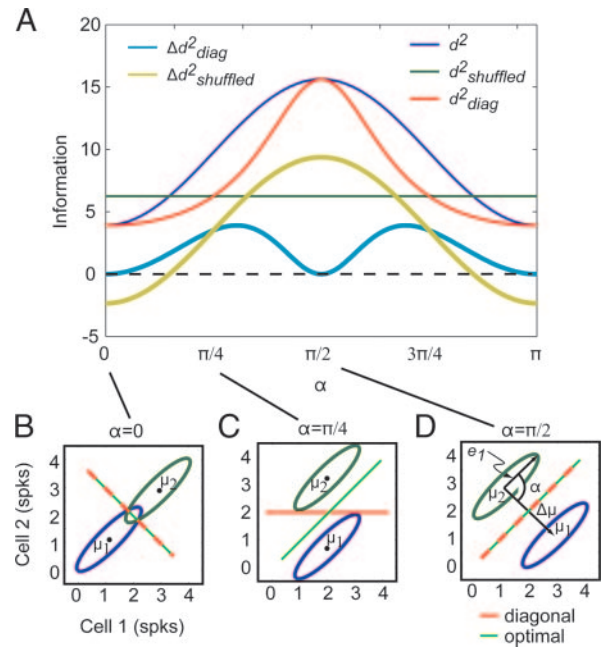 A
Information
20
15
10
5
0
-5
Δd²diag
Δd²shuffled
d²
d²shuffled
d²diag
0 π/4 π/2 3π/4 π
α
B α=0
Cell 2 (spks)
4
3
2
1
0
μ2
μ1
0 1 2 3 4
Cell 1 (spks)
C α=π/4
4
3
2
1
0
μ2
μ1
0 1 2 3 4
D α=π/2
4
3
2
1
0
e1
μ2
α
Δμ
μ1
0 1 2 3 4
diagonal
optimal